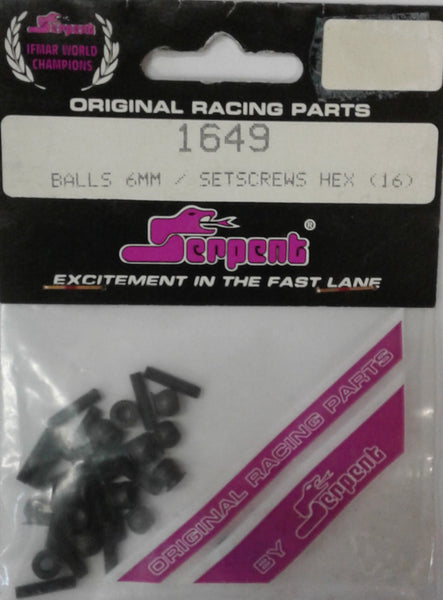 Serpent
IFMAR WORLD
CHAMPIONS
ORIGINAL RACING PARTS
1649
BALLS 6MM / SETSCREWS HEX (16)
Serpent®
EXCITEMENT IN THE FAST LANE
ORIGINAL RACING PARTS
BY Serpent